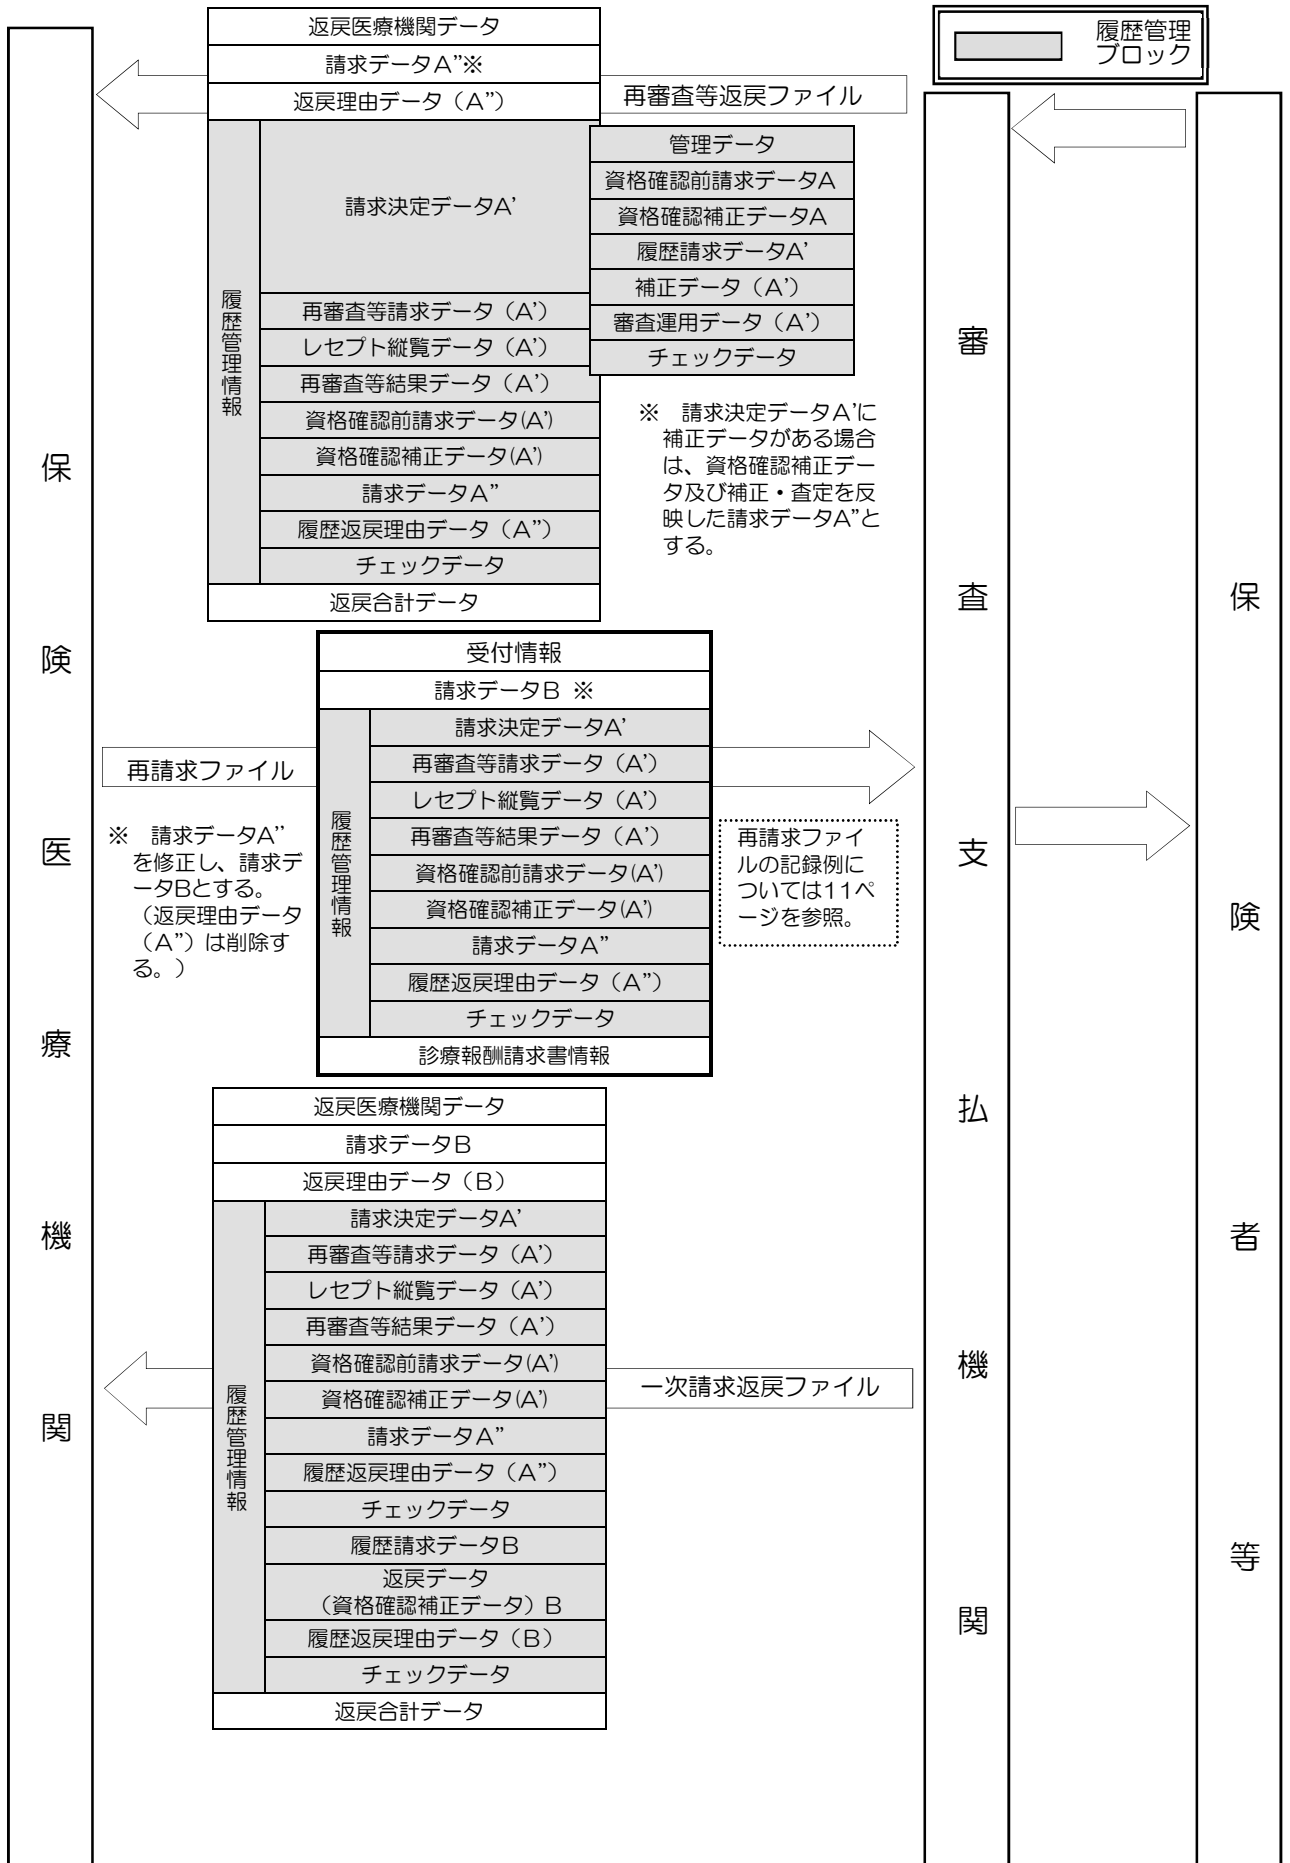 履歴管理
ブロック
保険医療機関
審査支払機関
保険者等
返戻医療機関データ
請求データA”※
返戻理由データ（A”）
再審査等返戻ファイル
履歴管理情報
請求決定データA’
管理データ
資格確認前請求データA
資格確認補正データA
履歴請求データA’
補正データ（A’）
審査運用データ（A’）
チェックデータ
再審査等請求データ（A’）
レセプト縦覧データ（A’）
再審査等結果データ（A’）
資格確認前請求データ(A’)
資格確認補正データ(A’)
請求データA”
履歴返戻理由データ（A”）
チェックデータ
返戻合計データ
※　請求決定データA’に
補正データがある場合
は、資格確認補正デー
タ及び補正・査定を反
映した請求データA”と
する。
受付情報
請求データB ※
履歴管理情報
請求決定データA’
再審査等請求データ（A’）
レセプト縦覧データ（A’）
再審査等結果データ（A’）
資格確認前請求データ(A’)
資格確認補正データ(A’)
請求データA”
履歴返戻理由データ（A”）
チェックデータ
診療報酬請求書情報
再請求ファイル
※　請求データA’’
を修正し、請求デ
ータBとする。
（返戻理由データ
（A”）は削除す
る。）
再請求ファイ
ルの記録例に
ついては11ペ
ージを参照。
返戻医療機関データ
請求データB
返戻理由データ（B）
履歴管理情報
請求決定データA’
再審査等請求データ（A’）
レセプト縦覧データ（A’）
再審査等結果データ（A’）
資格確認前請求データ(A’)
資格確認補正データ(A’)
請求データA”
履歴返戻理由データ（A”）
チェックデータ
履歴請求データB
返戻データ
（資格確認補正データ）B
履歴返戻理由データ（B）
チェックデータ
返戻合計データ
一次請求返戻ファイル